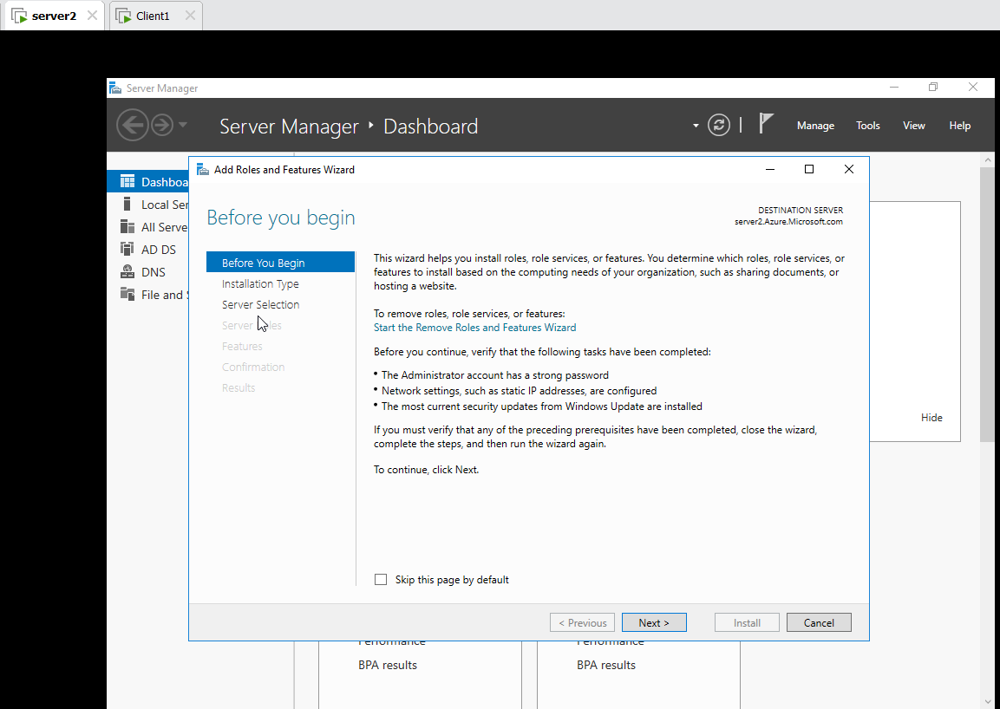 server2
Client1
Server Manager
Server Manager Dashboard
Manage Tools View Help
Dashboa
Local Ser
All Serve
AD DS
DNS
File and S
Add Roles and Features Wizard
Before you begin
DESTINATION SERVER
server2.Azure.Microsoft.com
Before You Begin
Installation Type
Server Selection
Server
Features
Confirmation
Results
This wizard helps you install roles, role services, or features. You determine which roles, role services, or
features to install based on the computing needs of your organization, such as sharing documents, or
hosting a website.
To remove roles, role services, or features:
Start the Remove Roles and Features Wizard
Before you continue, verify that the following tasks have been completed:
• The Administrator account has a strong password
• Network settings, such as static IP addresses, are configured
• The most current security updates from Windows Update are installed
If you must verify that any of the preceding prerequisites have been completed, close the wizard,
complete the steps, and then run the wizard again.
To continue, click Next.
Skip this page by default
< Previous
Next >
Install
Cancel
Hide
Performance
BPA results
Performance
BPA results